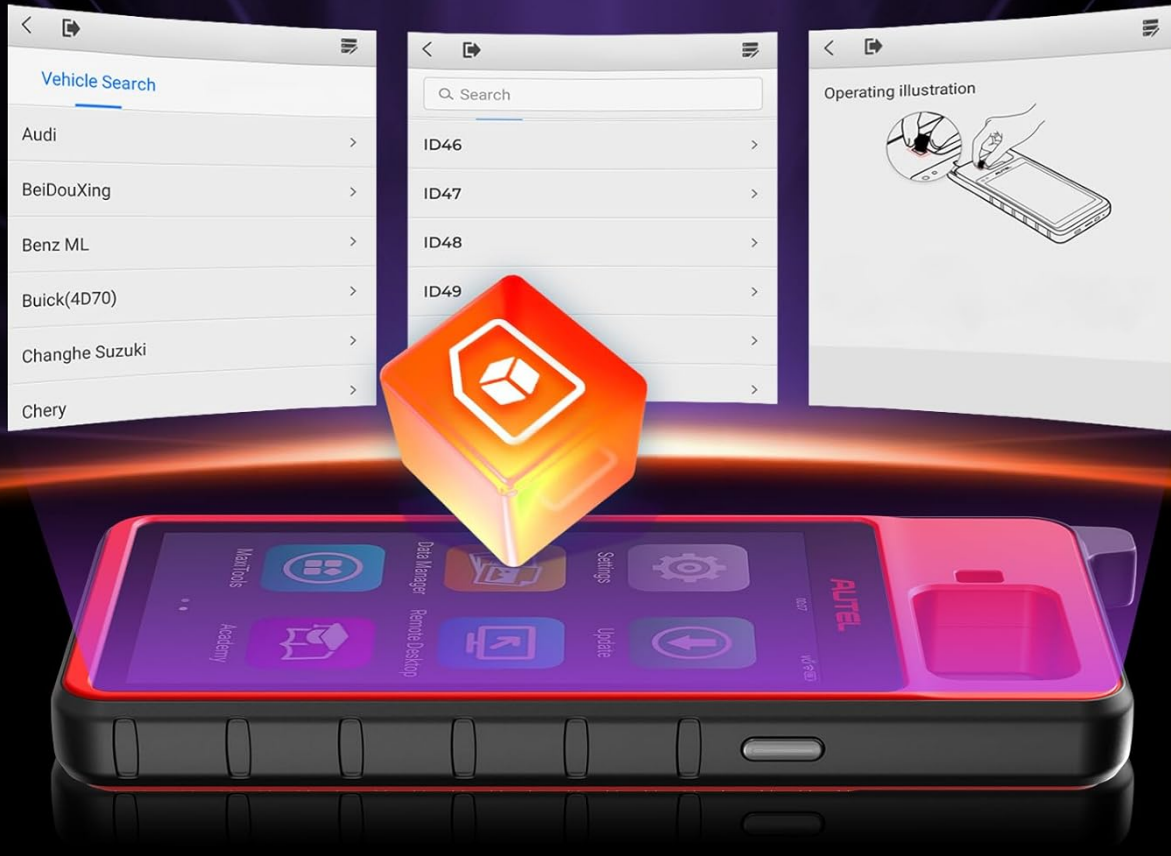 Vehicle Search
Audi
BeiDouXing
Benz ML
Buick(4D70)
Changhe Suzuki
Chery
Search
ID46
ID47
ID48
ID49
Operating illustration
MaxiTools
Data Manager
Settings
Academy
Remote Desktop
Update
AUTEL